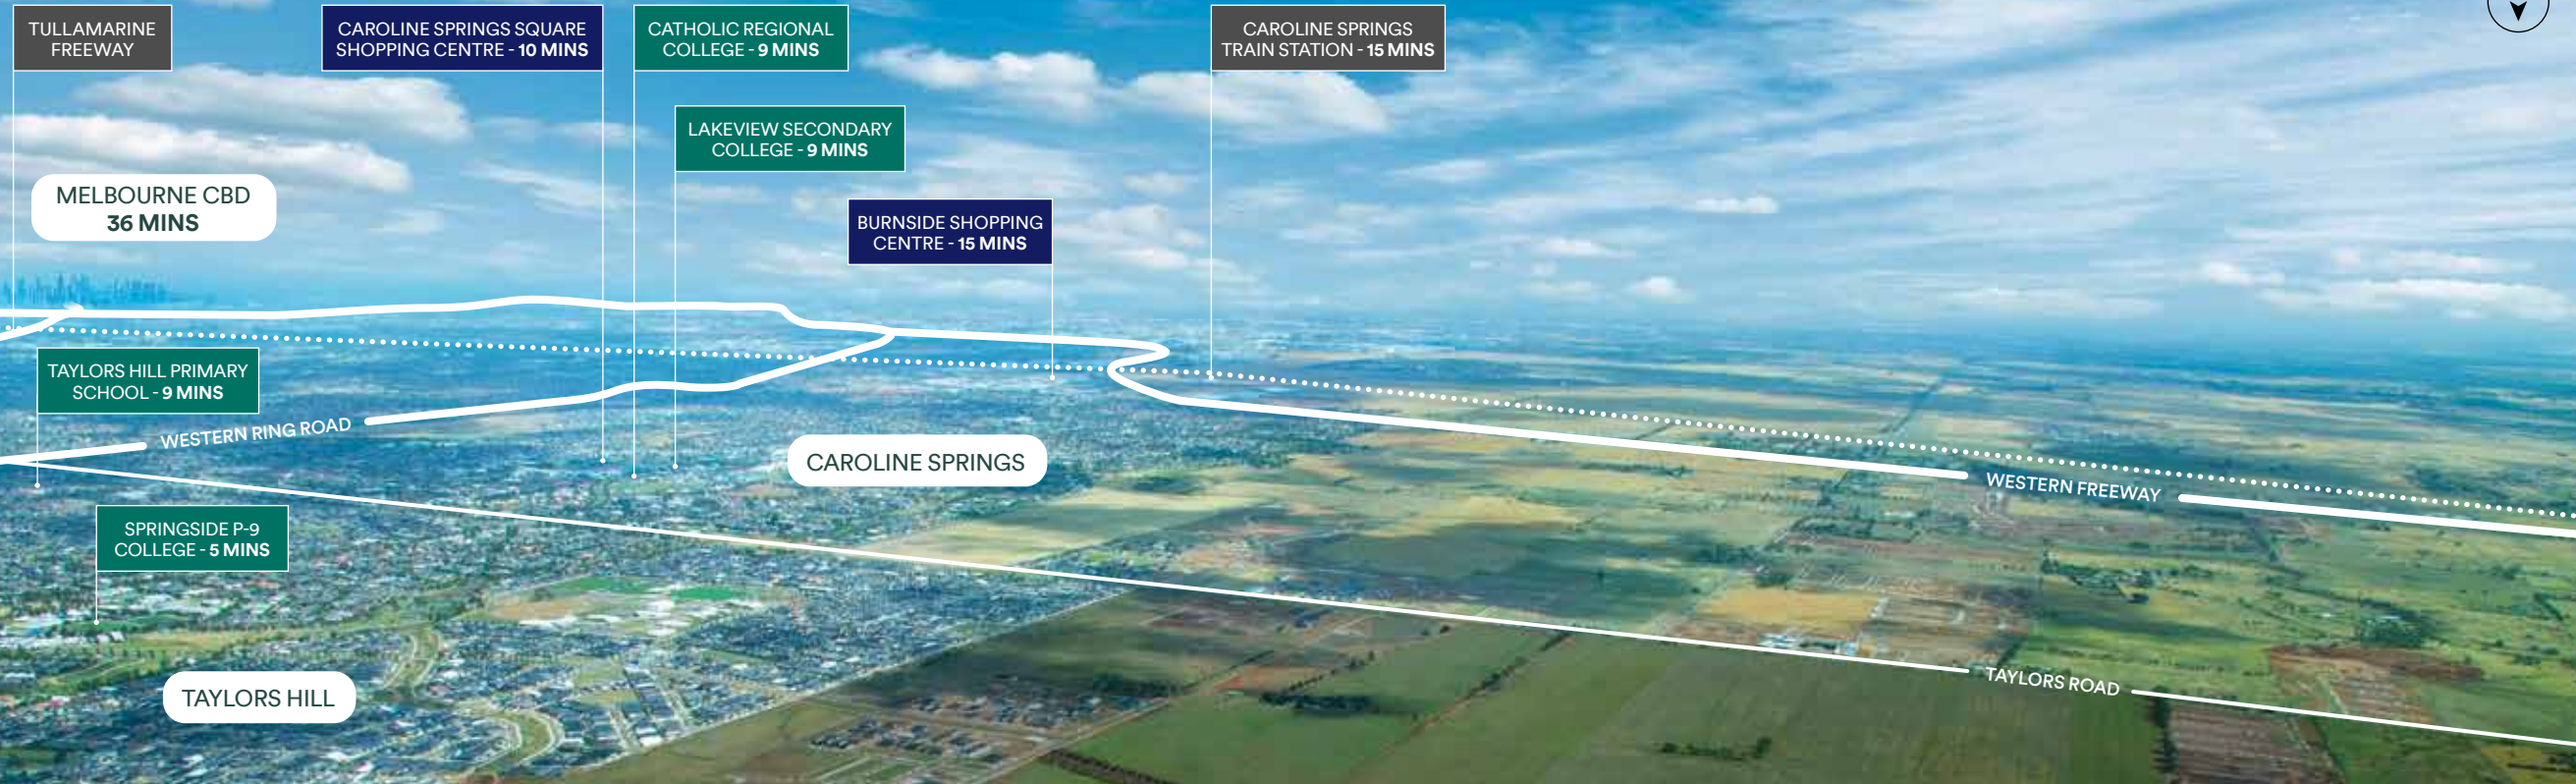 TULLAMARINE
FREEWAY
CAROLINE SPRINGS SQUARE
SHOPPING CENTRE - 10 MINS
CATHOLIC REGIONAL
COLLEGE - 9 MINS
CAROLINE SPRINGS
TRAIN STATION - 15 MINS
LAKEVIEW SECONDARY
COLLEGE - 9 MINS
MELBOURNE CBD
36 MINS
BURNSIDE SHOPPING
CENTRE - 15 MINS
TAYLORS HILL PRIMARY
SCHOOL - 9 MINS
WESTERN RING ROAD
CAROLINE SPRINGS
WESTERN FREEWAY
SPRINGSIDE P-9
COLLEGE - 5 MINS
TAYLORS HILL
TAYLORS ROAD